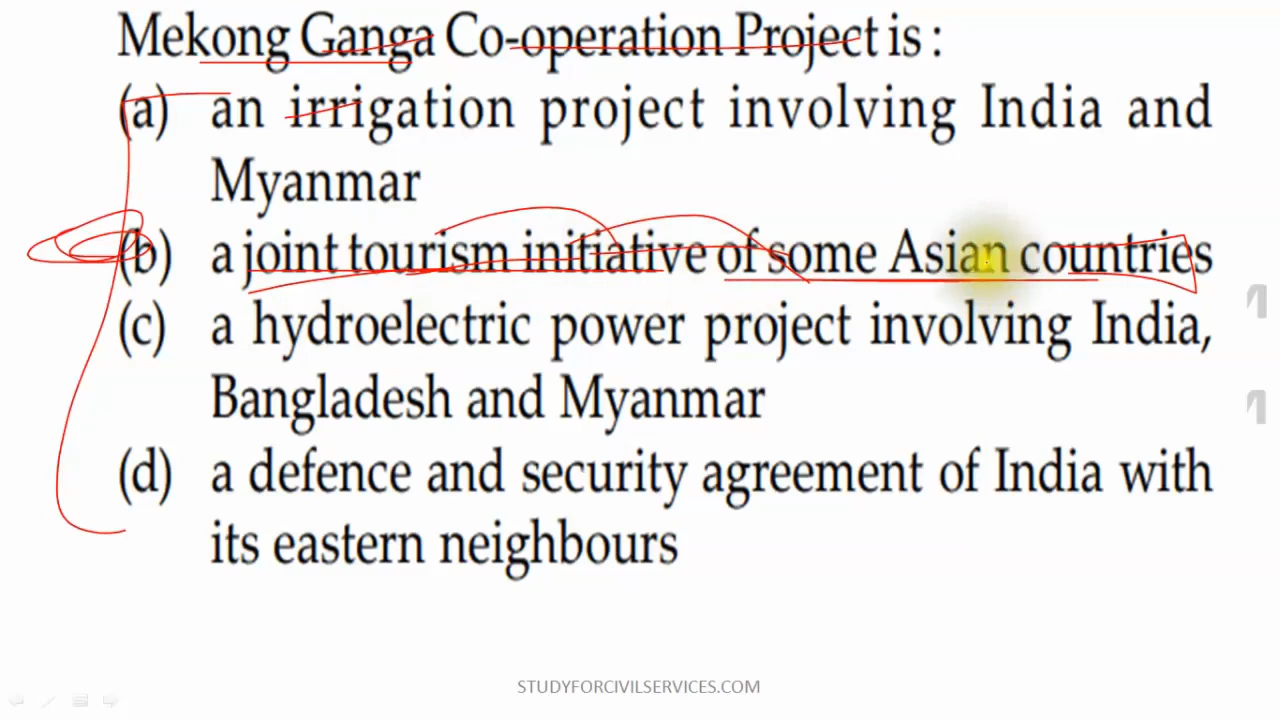 Mekong Ganga Co-operation Project is :
(a) an irrigation project involving India and
Myanmar
(b) a joint tourism initiative of some Asian countries
(c) a hydroelectric power project involving India,
Bangladesh and Myanmar
(d) a defence and security agreement of India with
its eastern neighbours
STUDYFORCIVILSERVICES.COM